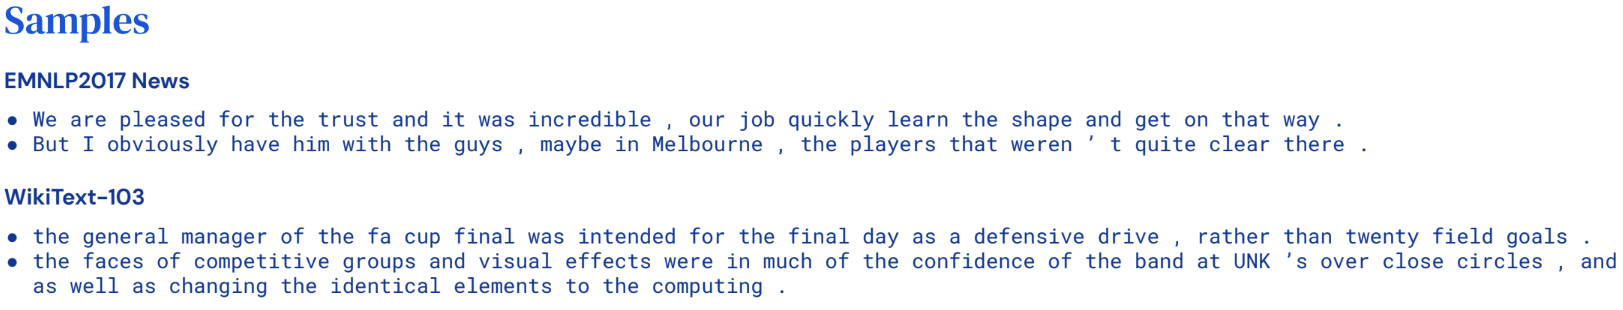 Samples
EMNLP2017 News
● We are pleased for the trust and it was incredible , our job quickly learn the shape and get on that way .
● But I obviously have him with the guys , maybe in Melbourne , the players that weren ’ t quite clear there .
WikiText-103
● the general manager of the fa cup final was intended for the final day as a defensive drive , rather than twenty field goals .
● the faces of competitive groups and visual effects were in much of the confidence of the band at UNK ’s over close circles , and
as well as changing the identical elements to the computing .